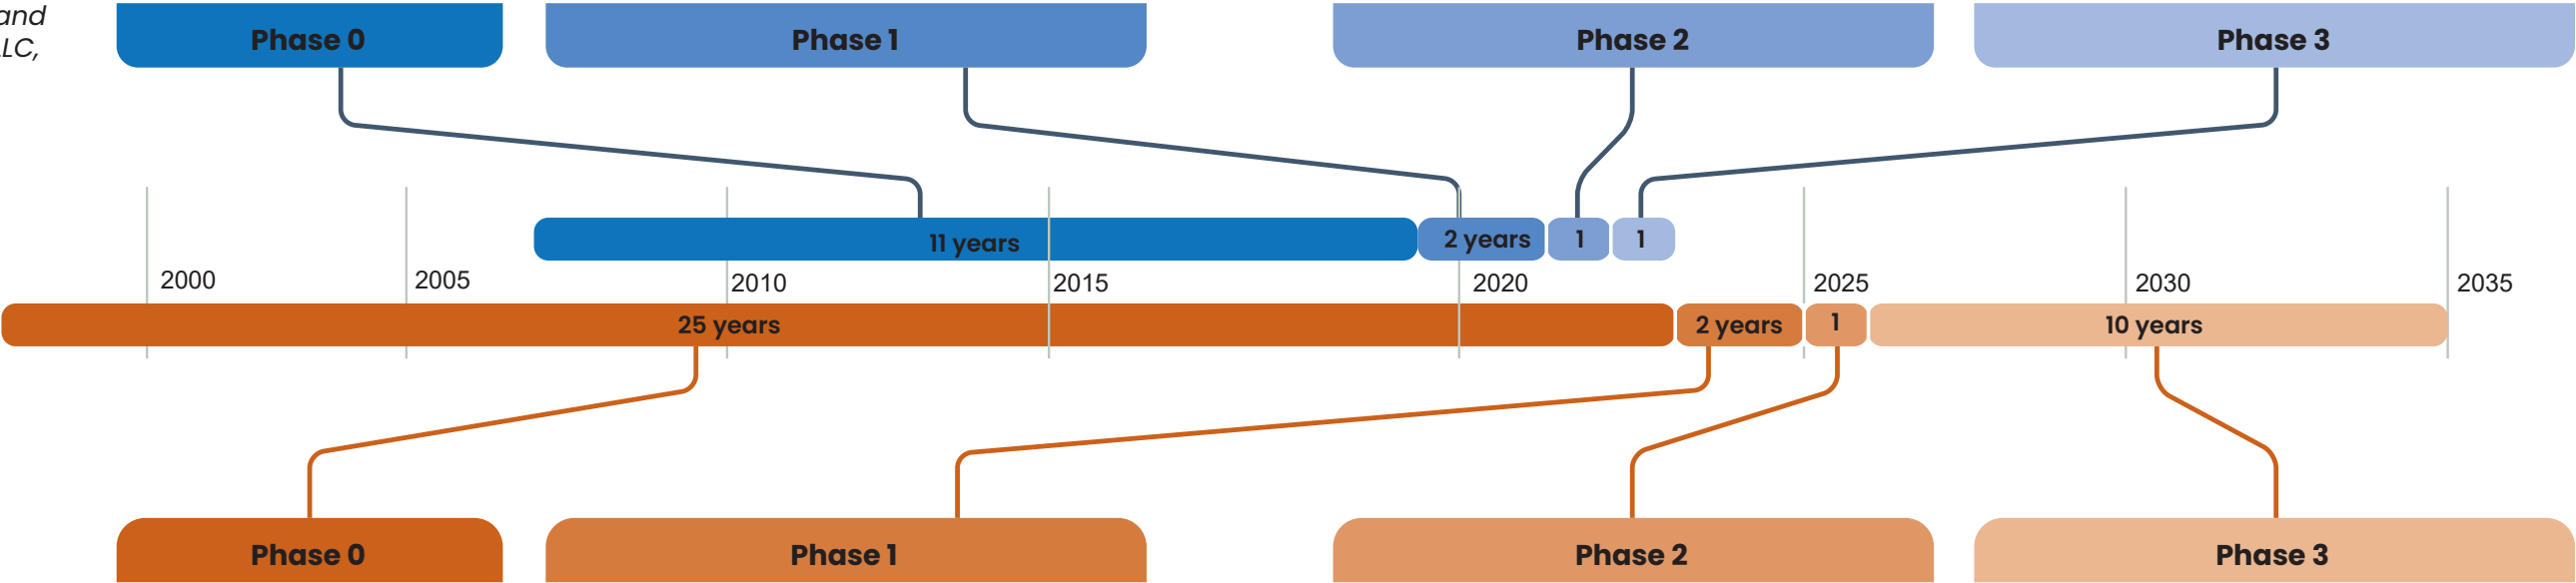 and
LLC,
Phase 0
Phase 1
Phase 2
Phase 3
11 years
2 years
1
1
2000
2005
2010
2015
2020
2025
2030
2035
25 years
2 years
1
10 years
Phase 0
Phase 1
Phase 2
Phase 3